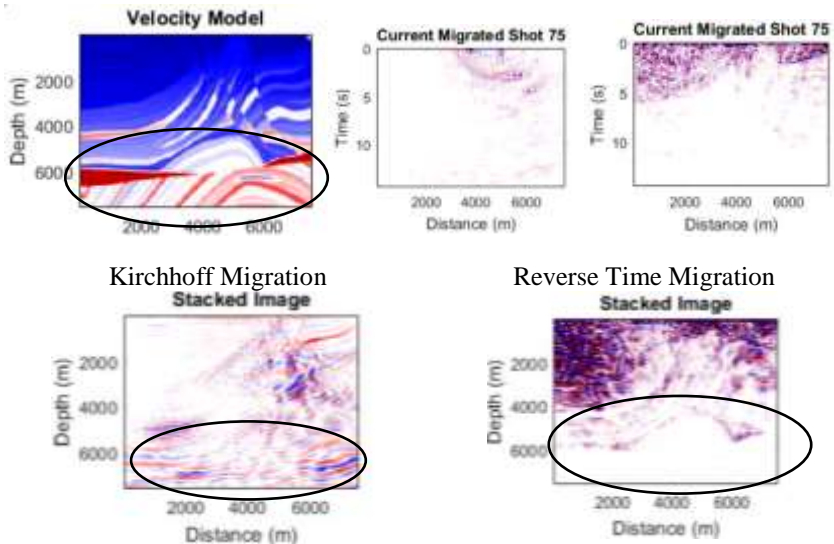 Velocity Model
Depth (m)
2000
4000
6000
2000 4000 6000
Current Migrated Shot 75
Time (s)
0
5
10
2000 4000 6000
Distance (m)
Current Migrated Shot 75
Time (s)
0
5
10
2000 4000 6000
Distance (m)
Kirchhoff Migration
Stacked Image
Depth (m)
2000
4000
6000
2000 4000 6000
Distance (m)
Reverse Time Migration
Stacked Image
Depth (m)
2000
4000
6000
2000 4000 6000
Distance (m)